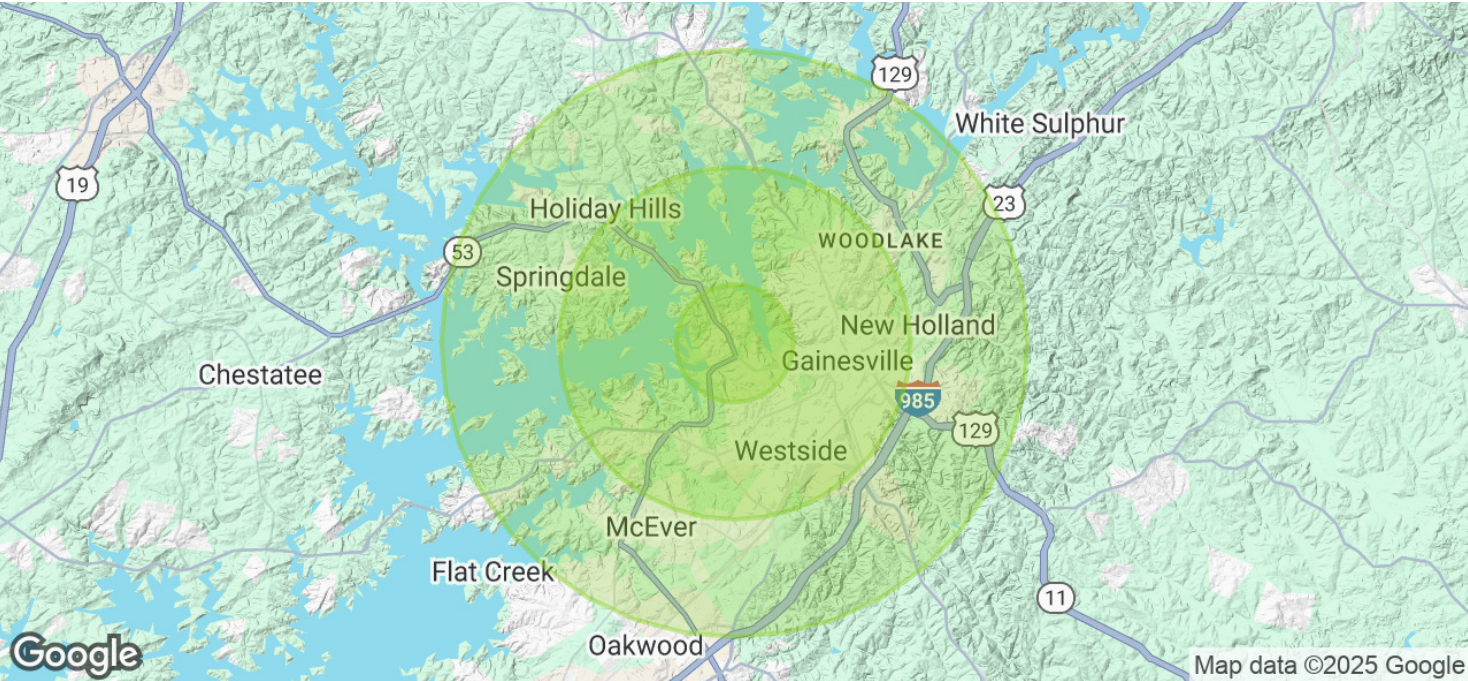 129
White Sulphur
19
23
Holiday Hills
WOODLAKE
53
Springdale
New Holland
Gainesville
Chestatee
985
129
Westside
McEver
Flat Creek
11
Oakwood
Google
Map data ©2025 Google